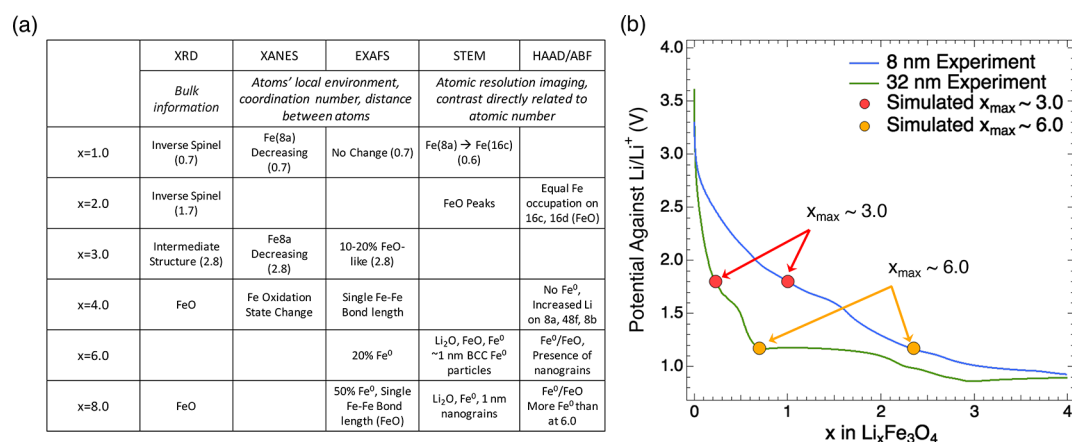 (a)
XRD XANES EXAFS STEM HAAD/ABF
Bulk information
Atoms' local environment, coordination number, distance between atoms
Atomic resolution imaging, contrast directly related to atomic number
x=1.0
Inverse Spinel (0.7)
Fe(8a) Decreasing (0.7)
No Change (0.7)
Fe(8a) → Fe(16c) (0.6)
x=2.0
Inverse Spinel (1.7)
FeO Peaks
Equal Fe occupation on 16c, 16d (FeO)
x=3.0
Intermediate Structure (2.8)
Fe8a Decreasing (2.8)
10-20% FeO-like (2.8)
x=4.0
FeO
Fe Oxidation State Change
Single Fe-Fe Bond length
No Fe⁰, Increased Li on 8a, 48f, 8b
x=6.0
20% Fe⁰
Li₂O, FeO, Fe⁰ ~1 nm BCC Fe⁰ particles
Fe⁰/FeO, Presence of nanograins
x=8.0
FeO
50% Fe⁰, Single Fe-Fe Bond length (FeO)
Li₂O, Fe⁰, 1 nm nanograins
Fe⁰/FeO More Fe⁰ than at 6.0
(b)
Potential Against Li/Li⁺ (V)
4.0
3.5
3.0
2.5
2.0
1.5
1.0
8 nm Experiment
32 nm Experiment
Simulated xₘₐₓ ~ 3.0
Simulated xₘₐₓ ~ 6.0
xₘₐₓ ~ 3.0
xₘₐₓ ~ 6.0
0 1 2 3 4
x in LiₓFe₃O₄